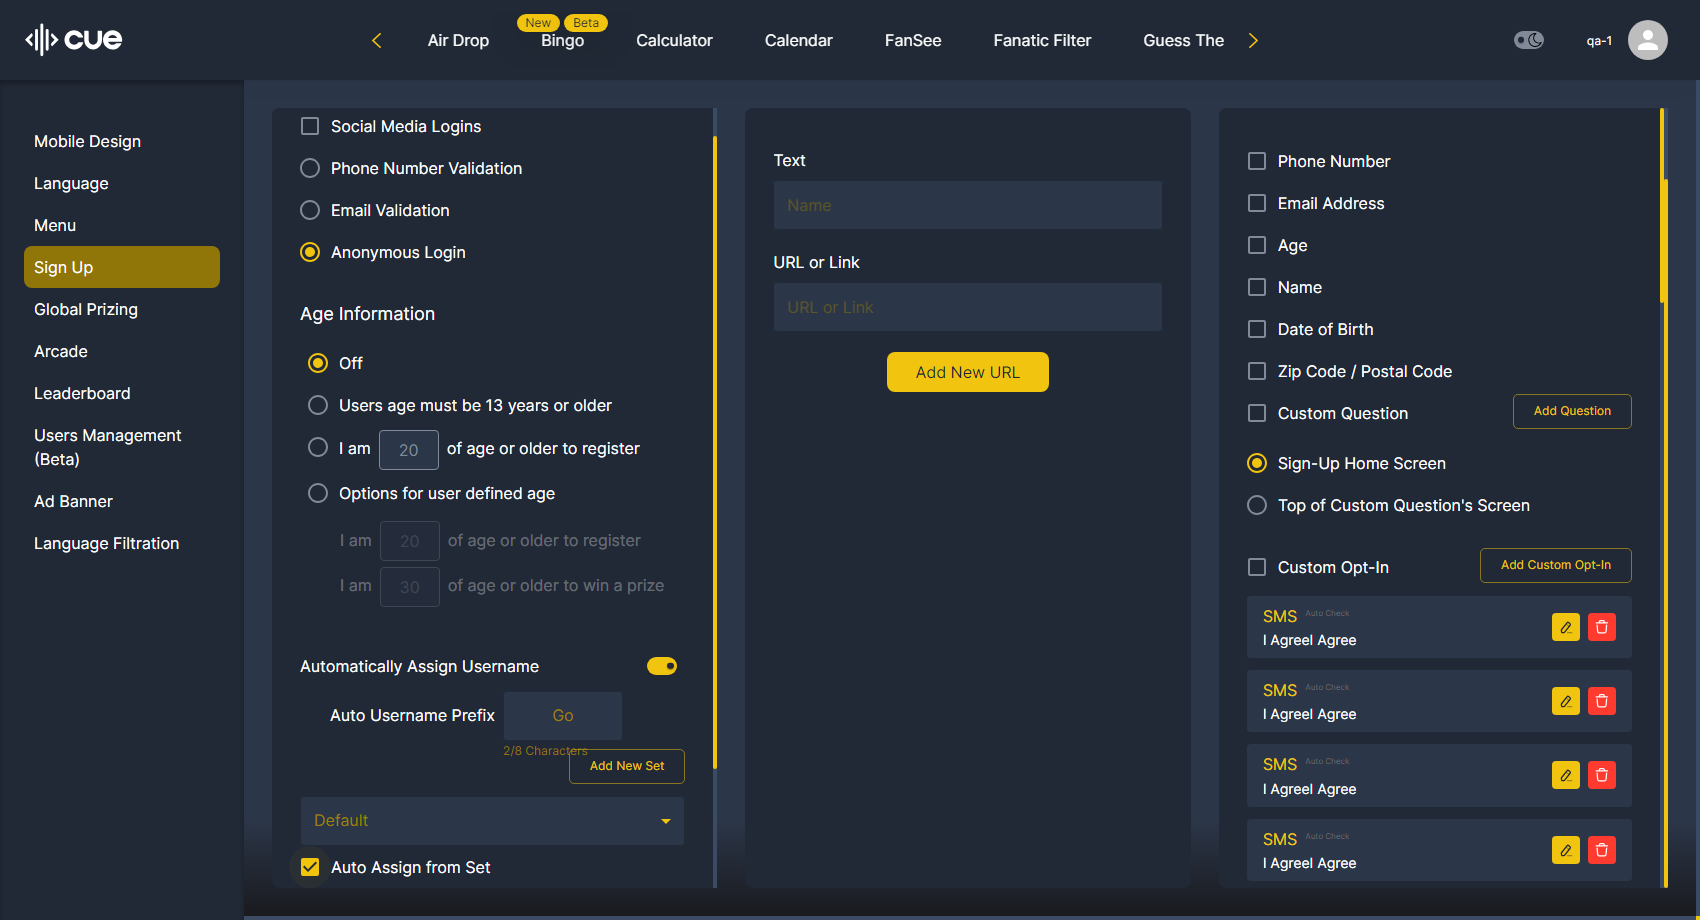 cue
Air Drop
New
Beta
Bingo
Calculator
Calendar
FanSee
Fanatic Filter
Guess The
qa-1
Mobile Design
Language
Menu
Sign Up
Global Prizing
Arcade
Leaderboard
Users Management
(Beta)
Ad Banner
Language Filtration
Social Media Logins
Phone Number Validation
Email Validation
Anonymous Login
Age Information
Off
Users age must be 13 years or older
I am 20 of age or older to register
Options for user defined age
I am 20 of age or older to register
I am 30 of age or older to win a prize
Automatically Assign Username
Auto Username Prefix Go
2/8 Characters
Add New Set
Default
Auto Assign from Set
Text
Name
URL or Link
URL or Link
Add New URL
Phone Number
Email Address
Age
Name
Date of Birth
Zip Code / Postal Code
Custom Question Add Question
Sign-Up Home Screen
Top of Custom Question's Screen
Custom Opt-In Add Custom Opt-In
SMS Auto Check
I AgreeI Agree
SMS Auto Check
I AgreeI Agree
SMS Auto Check
I AgreeI Agree
SMS Auto Check
I AgreeI Agree